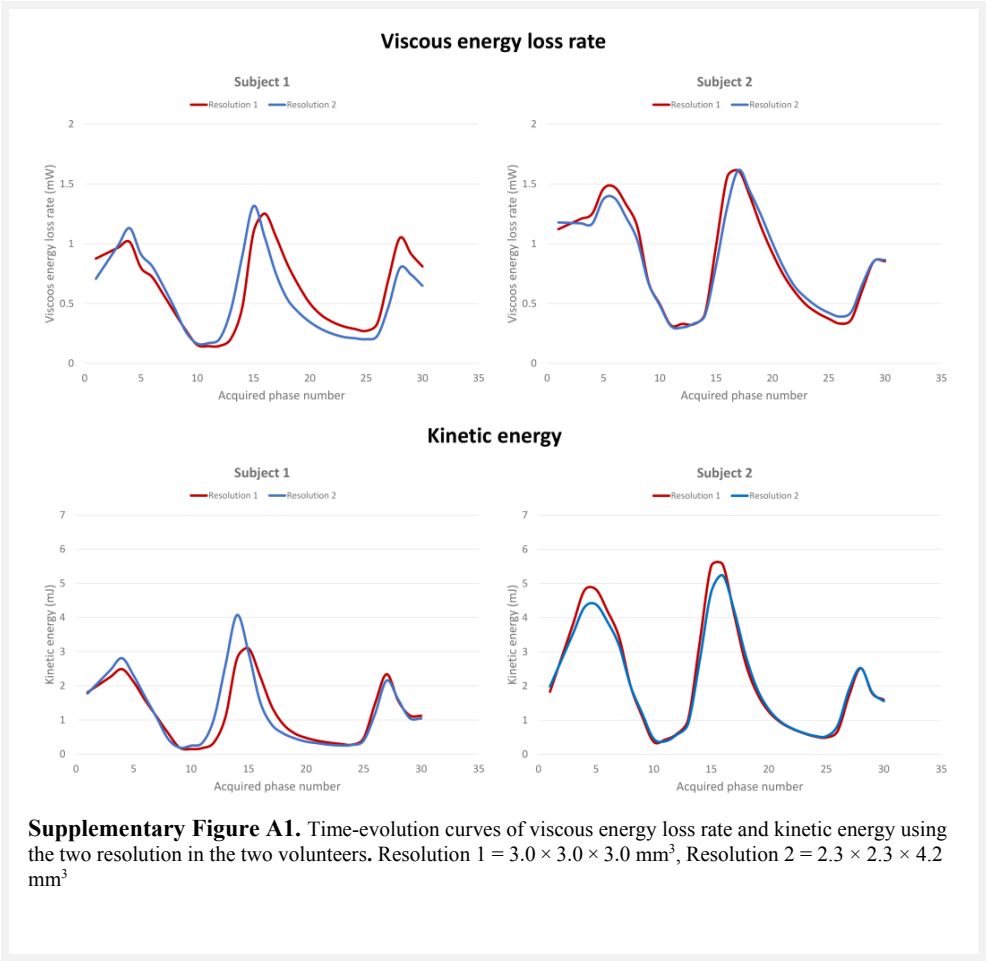 Viscous energy loss rate
Subject 1
Resolution 1 Resolution 2
Viscoos energy loss rate (mW)
2
1.5
1
0.5
0
0 5 10 15 20 25 30 35
Acquired phase number
Subject 2
Resolution 1 Resolution 2
Viscoos energy loss rate (mW)
2
1.5
1
0.5
0
0 5 10 15 20 25 30 35
Acquired phase number
Kinetic energy
Subject 1
Resolution 1 Resolution 2
Kinetic energy (mJ)
7
6
5
4
3
2
1
0
0 5 10 15 20 25 30 35
Acquired phase number
Subject 2
Resolution 1 Resolution 2
Kinetic energy (mJ)
7
6
5
4
3
2
1
0
0 5 10 15 20 25 30 35
Acquired phase number
Supplementary Figure A1. Time-evolution curves of viscous energy loss rate and kinetic energy using
the two resolution in the two volunteers. Resolution 1 = 3.0 × 3.0 × 3.0 mm³, Resolution 2 = 2.3 × 2.3 × 4.2
mm³